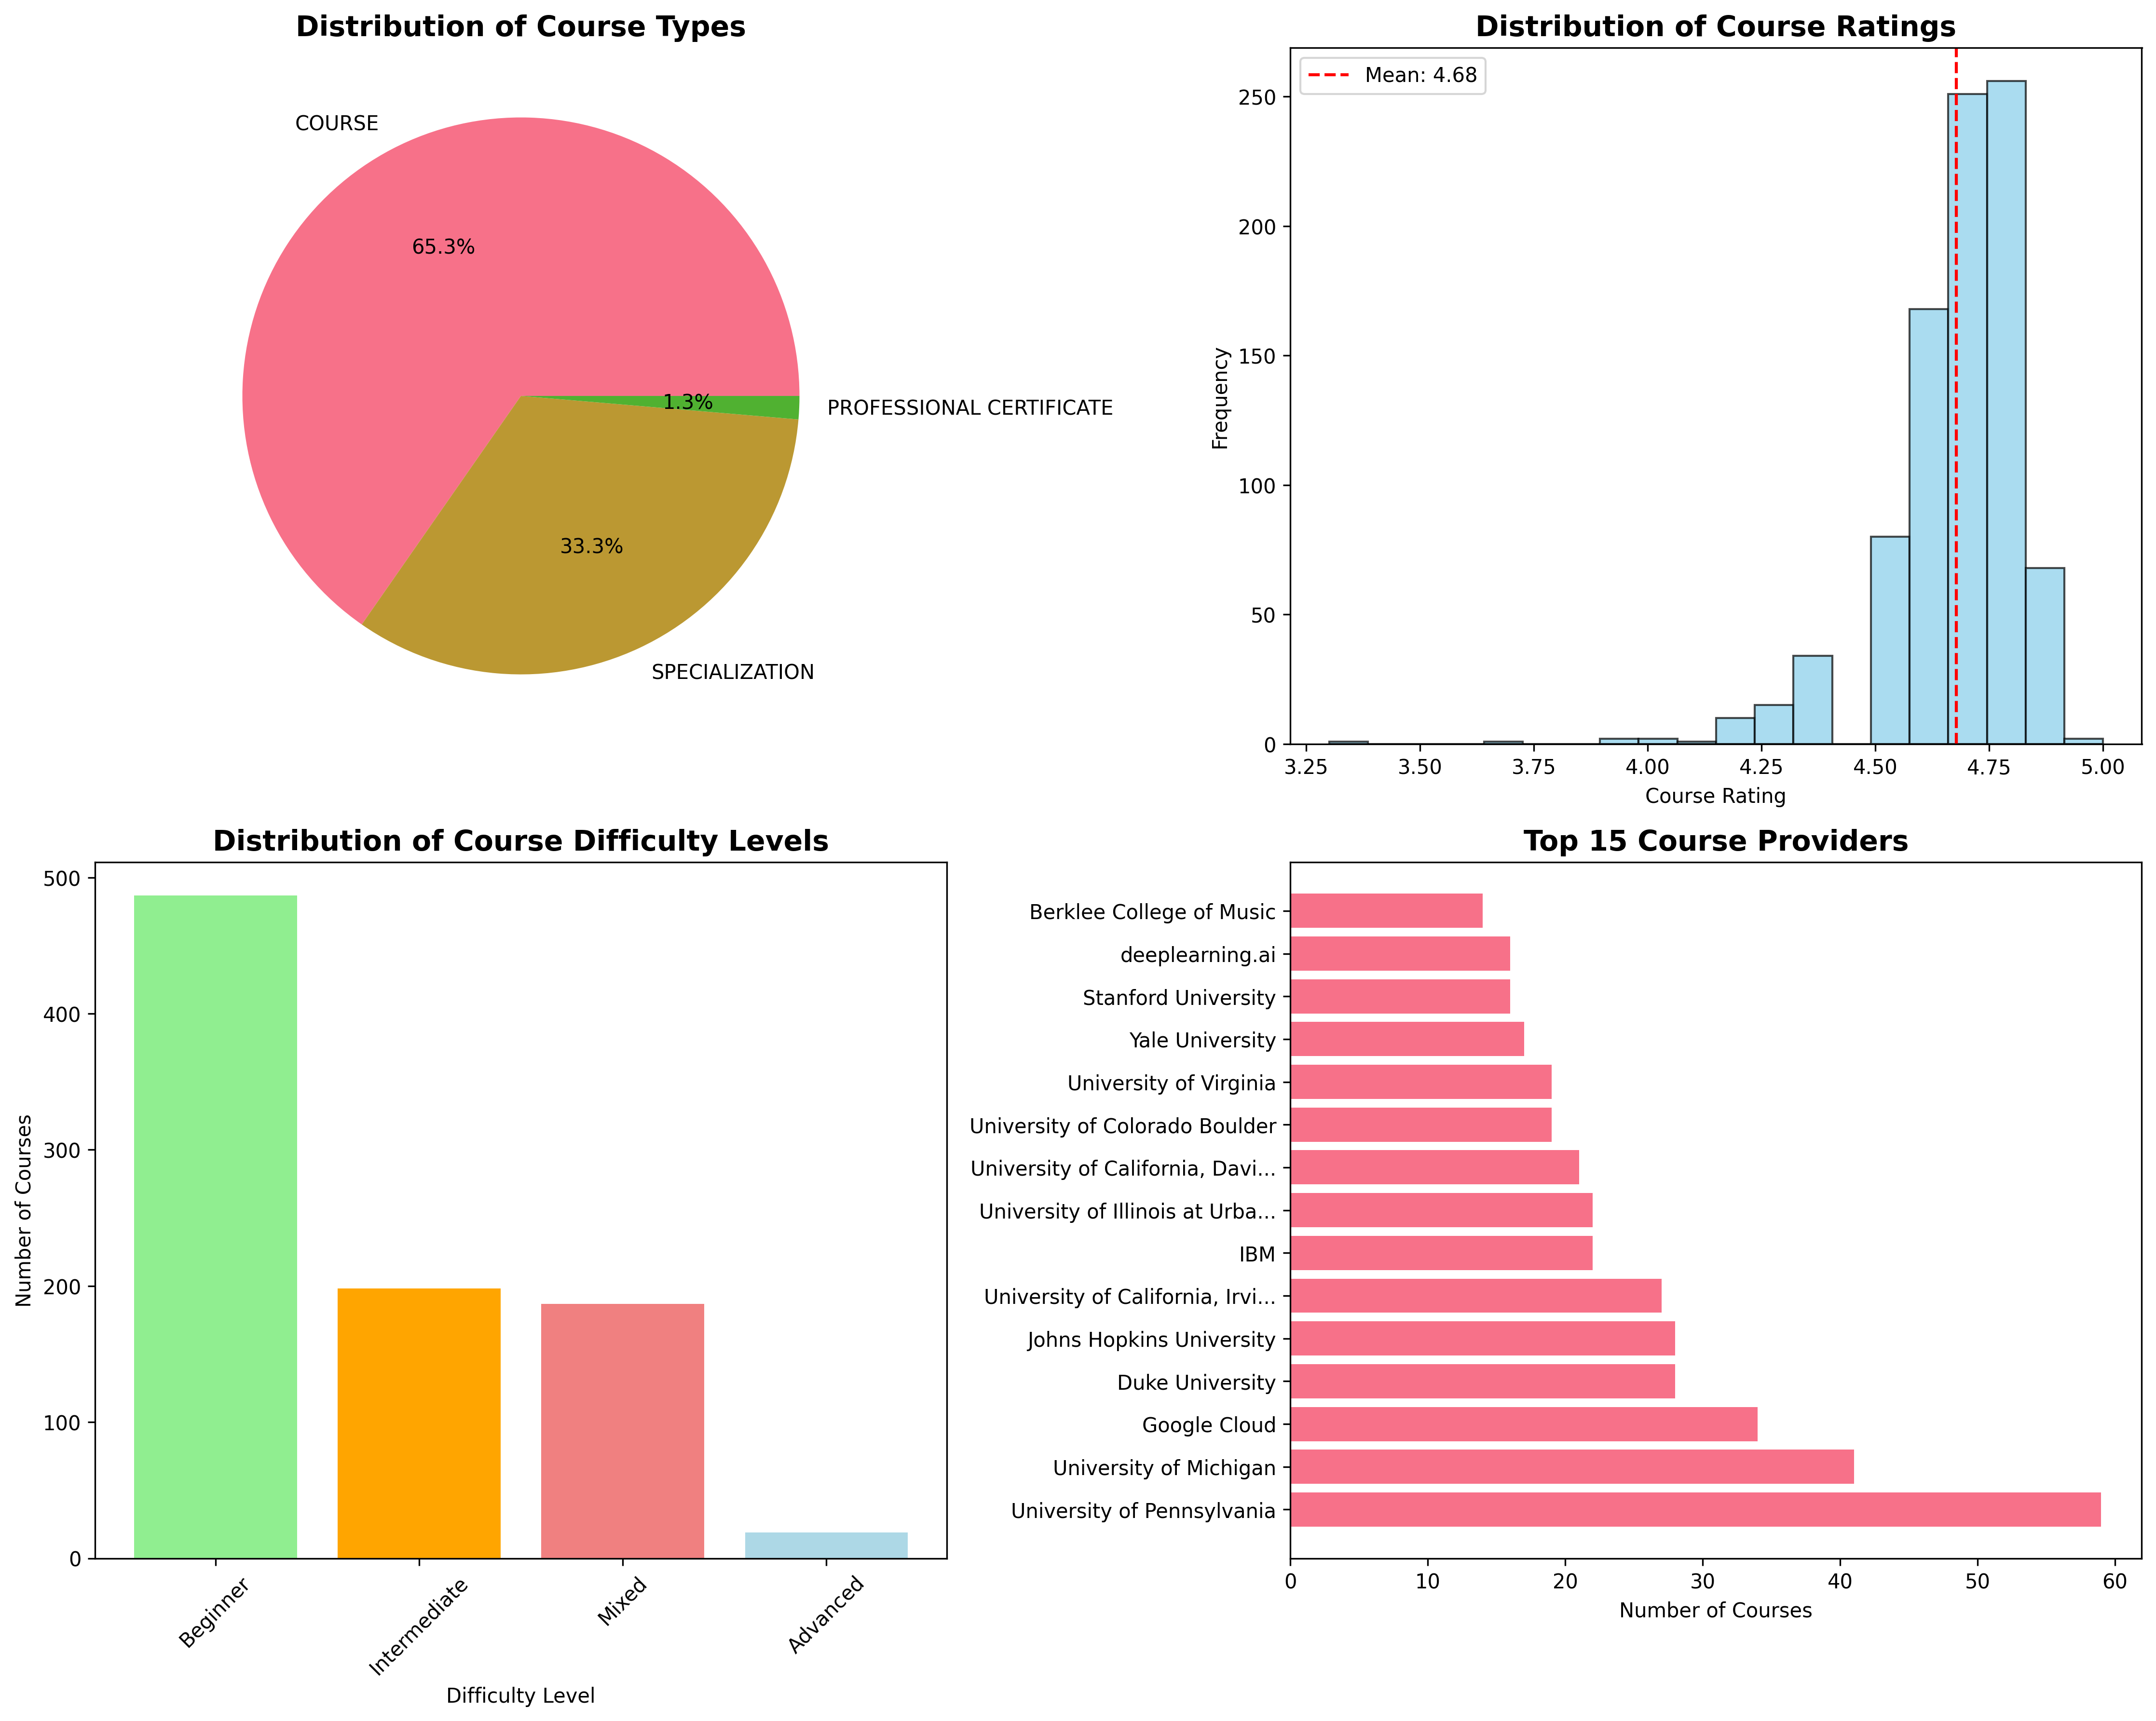 Distribution of Course Types
COURSE
65.3%
1.3%
PROFESSIONAL CERTIFICATE
33.3%
SPECIALIZATION
Distribution of Course Ratings
Mean: 4.68
Frequency
250
200
150
100
50
0
3.25 3.50 3.75 4.00 4.25 4.50 4.75 5.00
Course Rating
Distribution of Course Difficulty Levels
Number of Courses
500
400
300
200
100
0
Beginner
Intermediate
Mixed
Advanced
Difficulty Level
Top 15 Course Providers
Berklee College of Music
deeplearning.ai
Stanford University
Yale University
University of Virginia
University of Colorado Boulder
University of California, Davi...
University of Illinois at Urba...
IBM
University of California, Irvi...
Johns Hopkins University
Duke University
Google Cloud
University of Michigan
University of Pennsylvania
0 10 20 30 40 50 60
Number of Courses